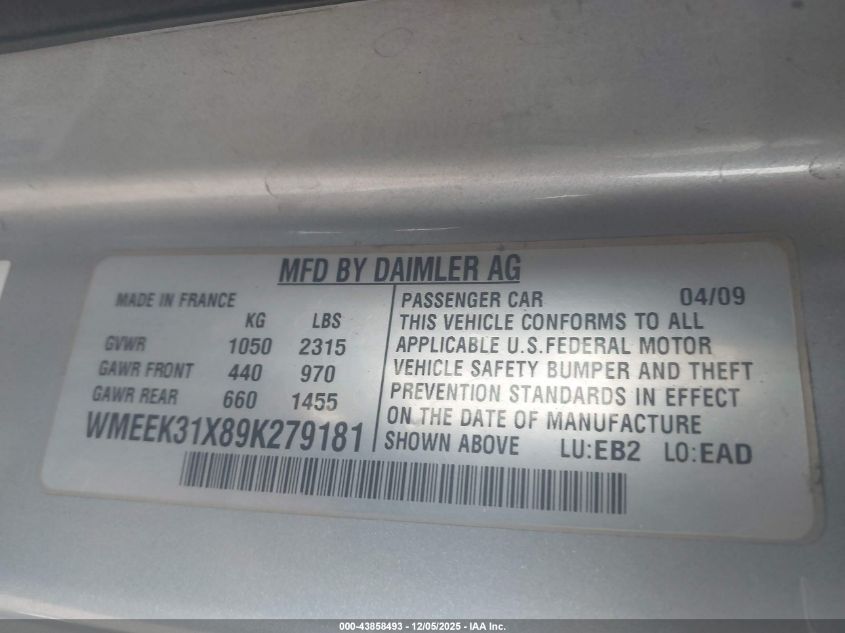 MFD BY DAIMLER AG
MADE IN FRANCE
KG LBS
GVWR 1050 2315
GAWR FRONT 440 970
GAWR REAR 660 1455
WMEEK31X89K279181
PASSENGER CAR 04/09
THIS VEHICLE CONFORMS TO ALL
APPLICABLE U.S.FEDERAL MOTOR
VEHICLE SAFETY BUMPER AND THEFT
PREVENTION STANDARDS IN EFFECT
ON THE DATE OF MANUFACTURE
SHOWN ABOVE LU:EB2 LO:EAD
000-43858493 - 12/05/2025 - IAA Inc.